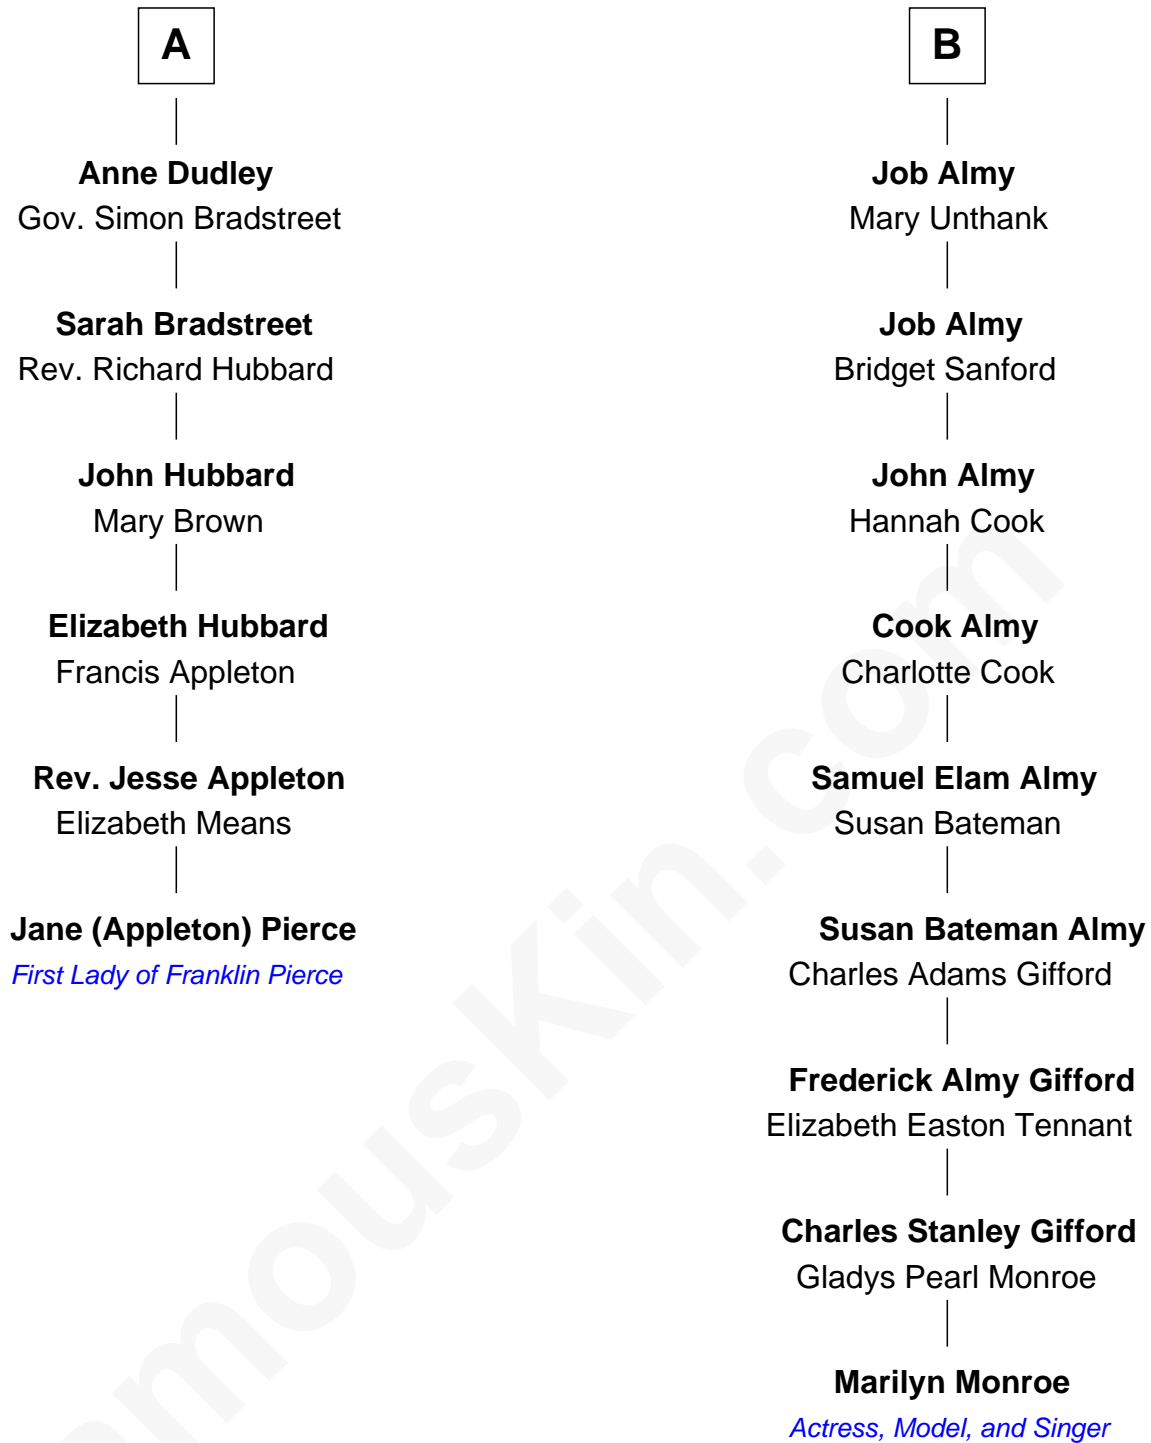 A
Anne Dudley
Gov. Simon Bradstreet
Sarah Bradstreet
Rev. Richard Hubbard
John Hubbard
Mary Brown
Elizabeth Hubbard
Francis Appleton
Rev. Jesse Appleton
Elizabeth Means
Jane (Appleton) Pierce
First Lady of Franklin Pierce
B
Job Almy
Mary Unthank
Job Almy
Bridget Sanford
John Almy
Hannah Cook
Cook Almy
Charlotte Cook
Samuel Elam Almy
Susan Bateman
Susan Bateman Almy
Charles Adams Gifford
Frederick Almy Gifford
Elizabeth Easton Tennant
Charles Stanley Gifford
Gladys Pearl Monroe
Marilyn Monroe
Actress, Model, and Singer
amouskin.com